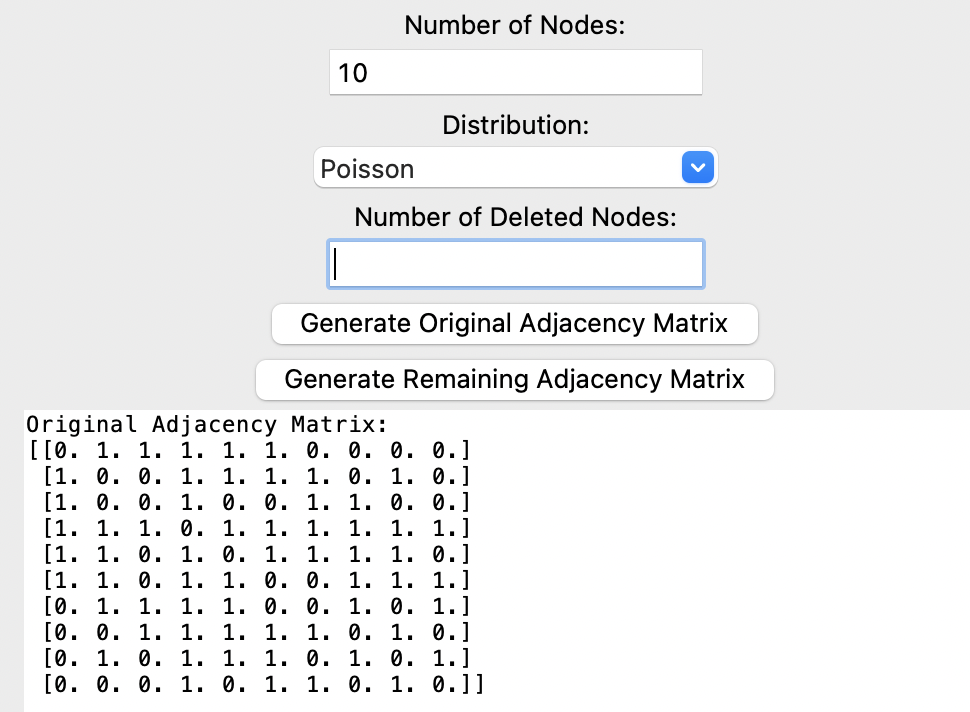 Number of Nodes:
10
Distribution:
Poisson
Number of Deleted Nodes:
Generate Original Adjacency Matrix
Generate Remaining Adjacency Matrix
Original Adjacency Matrix:
[[0. 1. 1. 1. 1. 1. 0. 0. 0. 0.]
[1. 0. 0. 1. 1. 1. 1. 0. 1. 0.]
[1. 0. 0. 1. 0. 0. 1. 1. 0. 0.]
[1. 1. 1. 0. 1. 1. 1. 1. 1. 1.]
[1. 1. 0. 1. 0. 1. 1. 1. 1. 0.]
[1. 1. 0. 1. 1. 0. 0. 1. 1. 1.]
[0. 1. 1. 1. 1. 0. 0. 1. 0. 1.]
[0. 0. 1. 1. 1. 1. 1. 0. 1. 0.]
[0. 1. 0. 1. 1. 1. 0. 1. 0. 1.]
[0. 0. 0. 1. 0. 1. 1. 0. 1. 0.]]